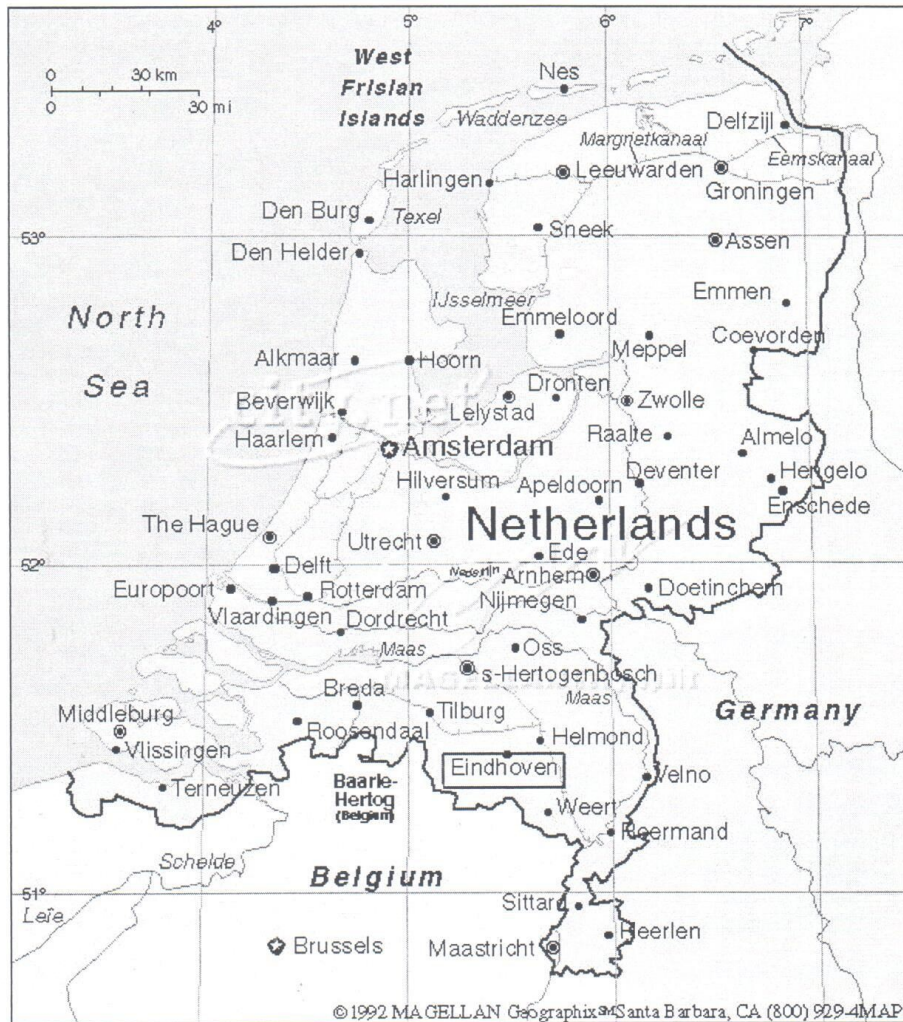 4° 5° 6° 7°
0 30 km
0 30 mi
West
Frisian
Islands
Nes
Waddenzee
Delfzijl
Margrietkanaal
Eemskanaal
Harlingen
Leeuwarden
Groningen
Den Burg
Texel
Sneek
53°
Assen
Den Helder
IJsselmeer
Emmen
North
Sea
Emmeloord
Coevorden
Alkmaar
Hoorn
Meppel
Dronten
Beverwijk
Lelystad
Zwolle
Haarlem
Amsterdam
Raalte
Almelo
Hilversum
Apeldoorn
Deventer
Hengelo
Enschede
The Hague
Utrecht
Netherlands
Ede
52°
Delft
Nederrijn
Arnhem
Europoort
Rotterdam
Doetinchem
Vlaardingen
Dordrecht
Nijmegen
Maas
Oss
s-Hertogenbosch
Maas
Breda
Tilburg
Middleburg
Roosendaal
Germany
Vlissingen
Helmond
Eindhoven
Velno
Terneuzen
Baarle-
Hertog
(Belgium)
Weert
Roermand
Schelde
Belgium
51°
Leîe
Sittard
Brussels
Maastricht
Heerlen
©1992 MAGELLAN Geographix℠Santa Barbara, CA (800) 929-4MAP